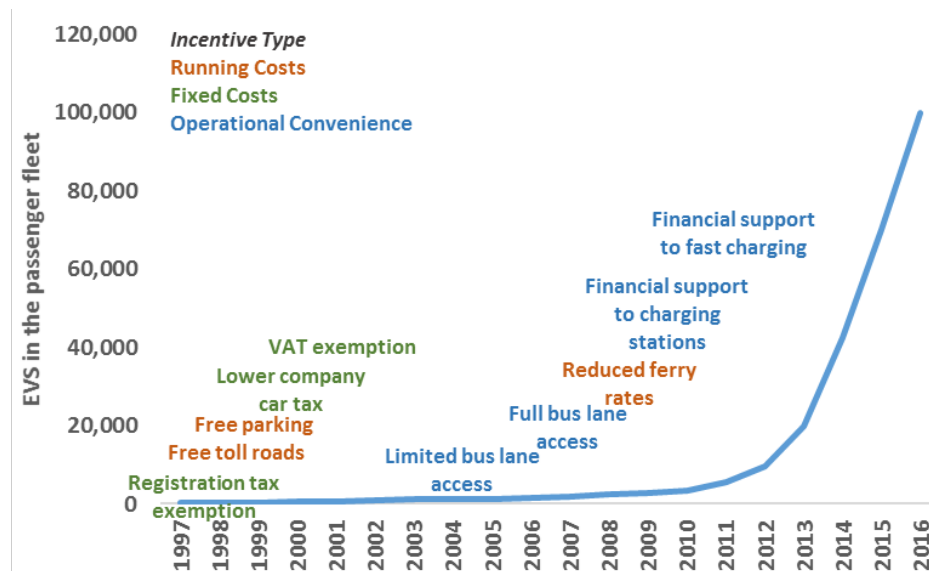 120,000
100,000
80,000
60,000
40,000
20,000
0
EVS in the passenger fleet
Incentive Type
Running Costs
Fixed Costs
Operational Convenience
Financial support
to fast charging
Financial support
to charging
stations
VAT exemption
Lower company
car tax
Reduced ferry
rates
Free parking
Free toll roads
Full bus lane
access
Limited bus lane
access
Registration tax
exemption
1997
1998
1999
2000
2001
2002
2003
2004
2005
2006
2007
2008
2009
2010
2011
2012
2013
2014
2015
2016